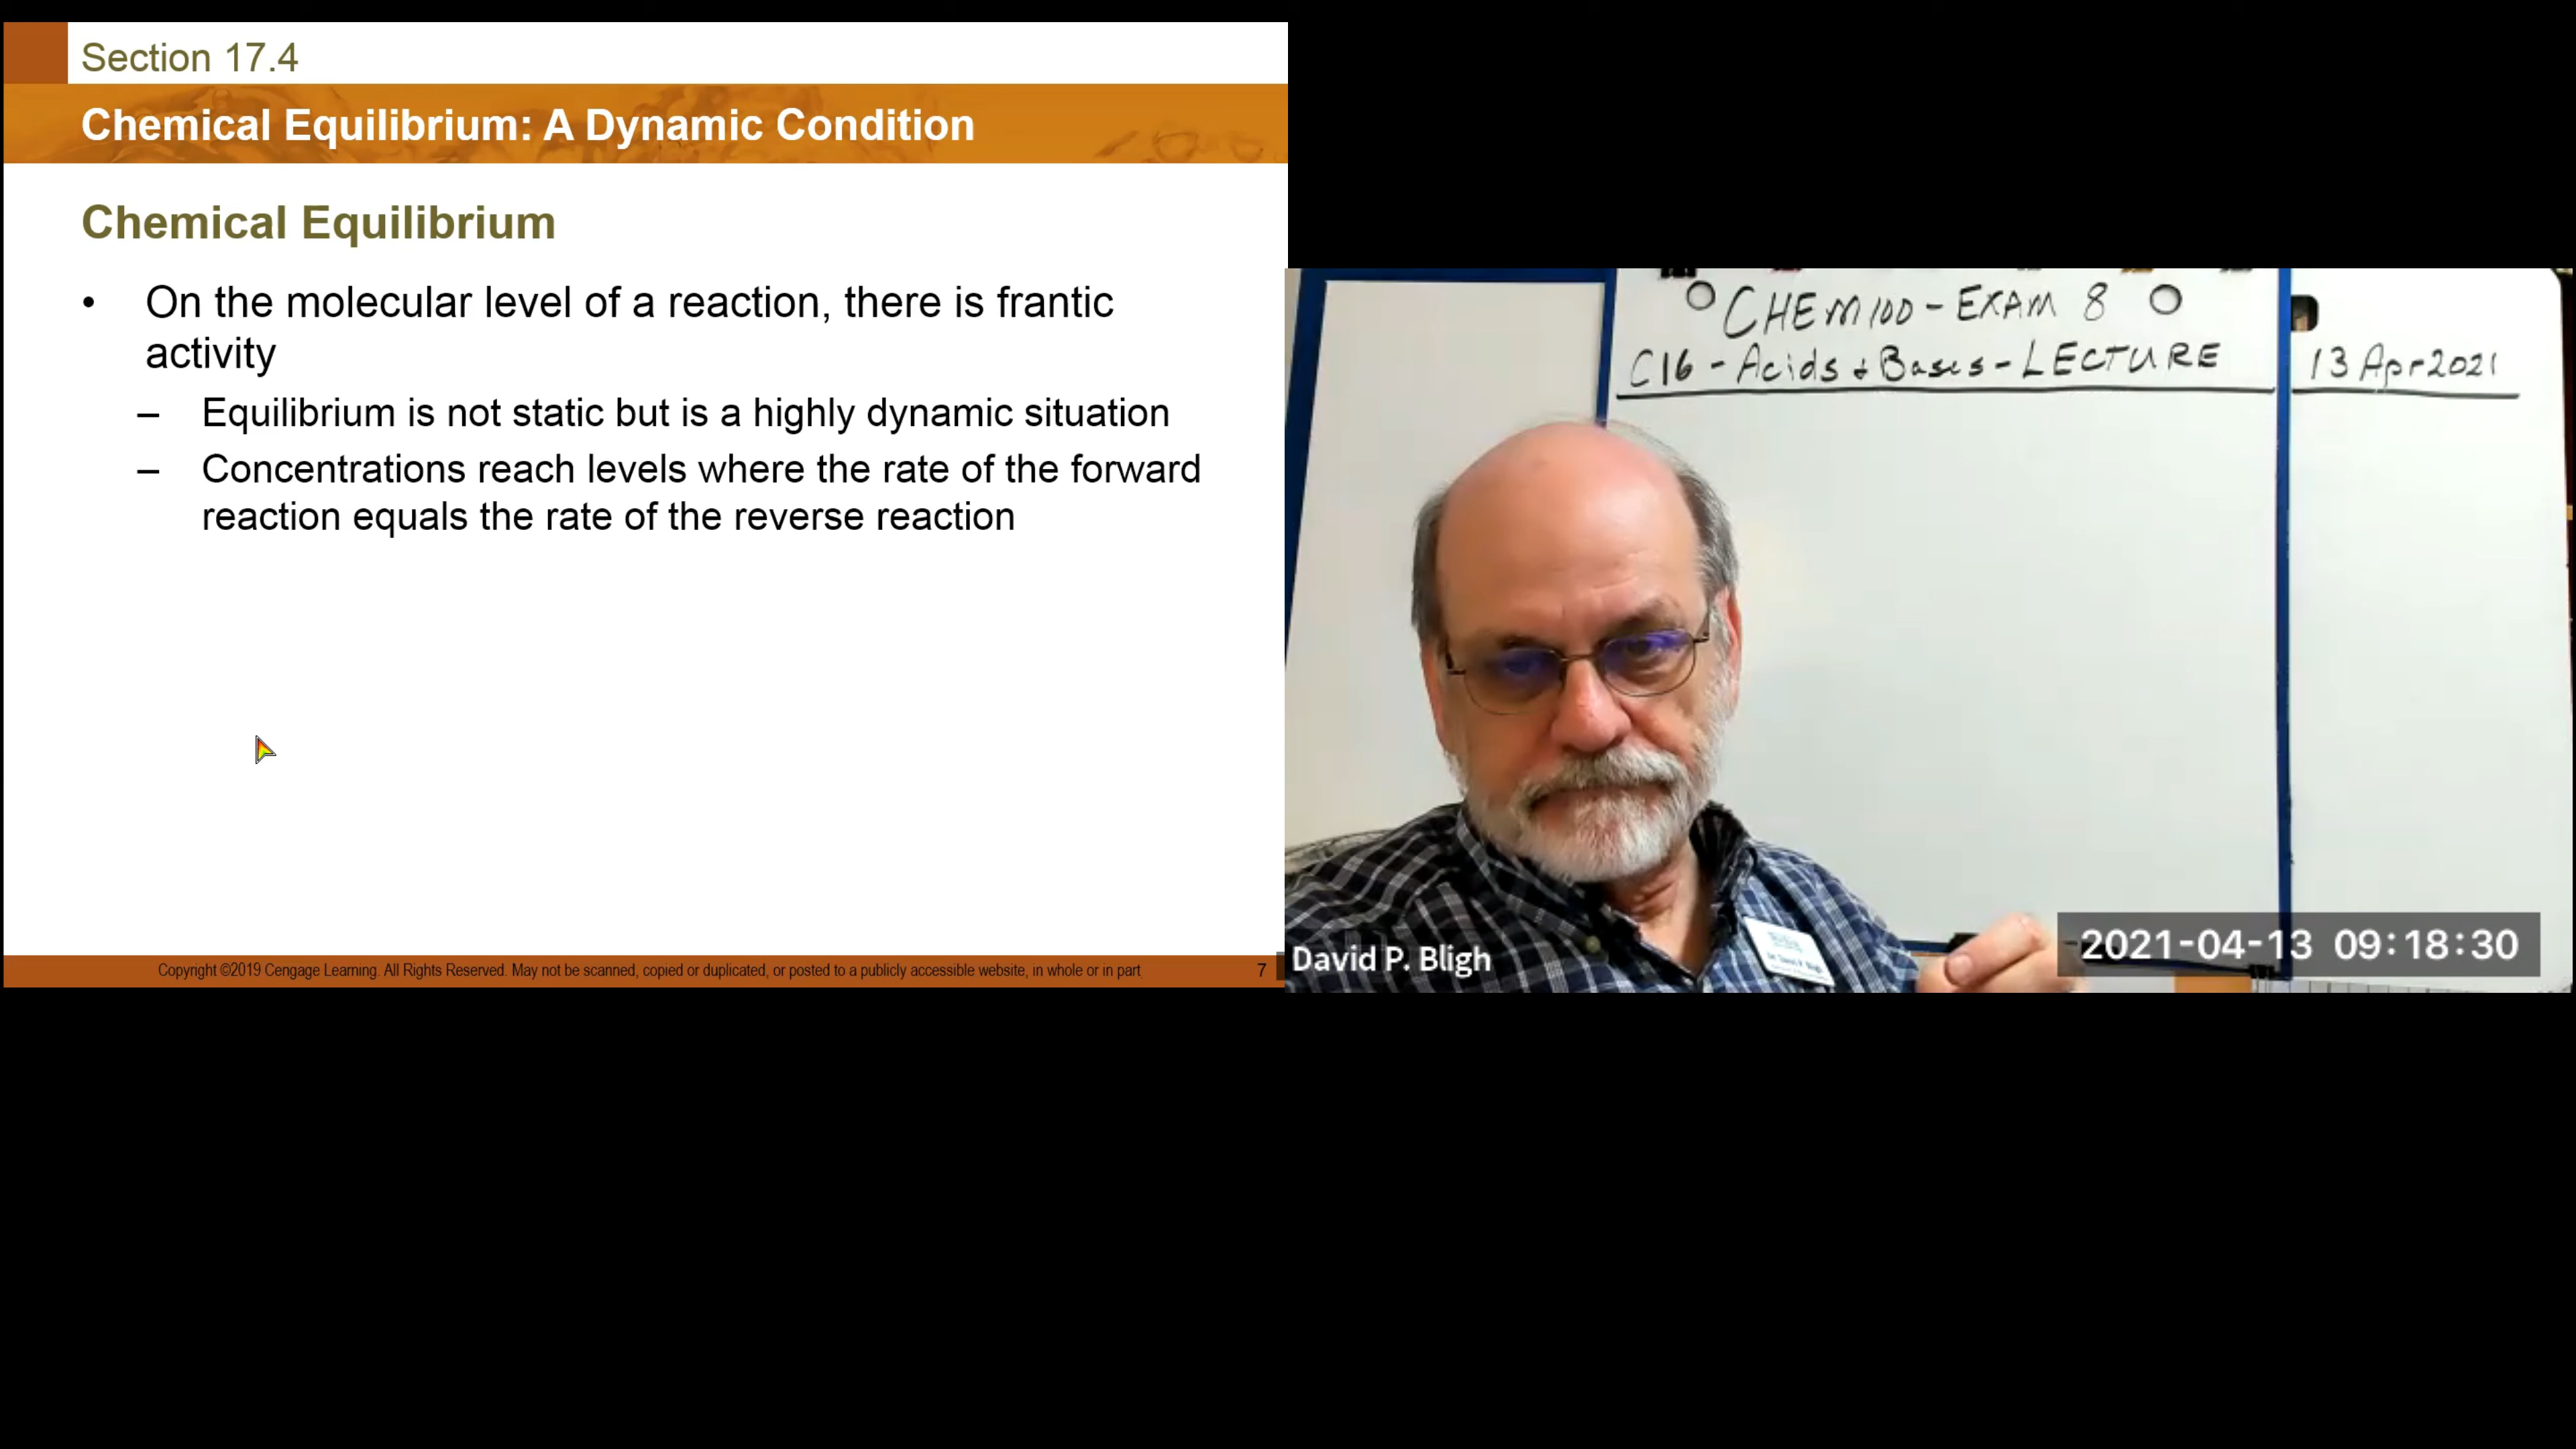 Section 17.4
Chemical Equilibrium: A Dynamic Condition
Chemical Equilibrium
• On the molecular level of a reaction, there is frantic
activity
– Equilibrium is not static but is a highly dynamic situation
– Concentrations reach levels where the rate of the forward
reaction equals the rate of the reverse reaction
Copyright ©2019 Cengage Learning. All Rights Reserved. May not be scanned, copied or duplicated, or posted to a publicly accessible website, in whole or in part
7
CHEM 100 - EXAM 8
C16 - Acids & Bases - LECTURE
13 Apr 2021
David P. Bligh
2021-04-13 09:18:30